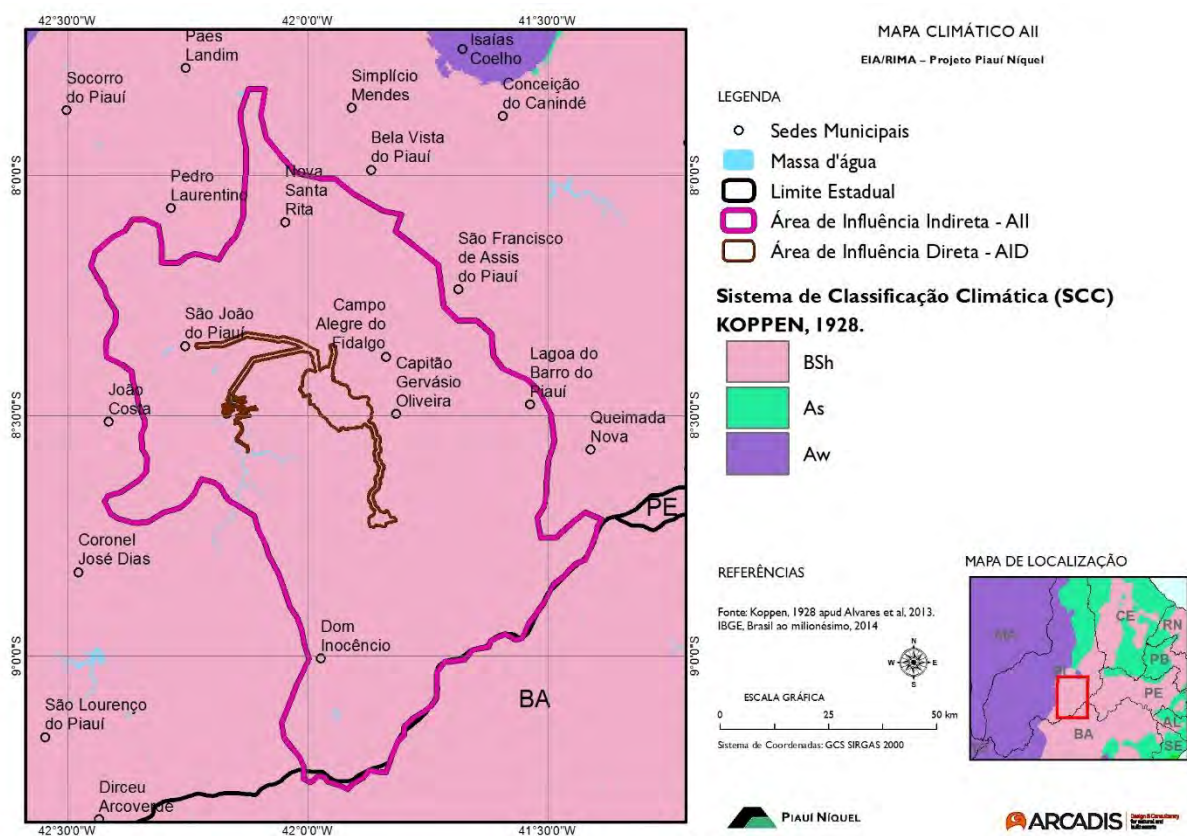 42°30'0"W
42°0'0"W
41°30'0"W
Paes
Landim
Isaías
Coelho
Socorro
do Piauí
Simplício
Mendes
Conceição
do Canindé
Bela Vista
do Piauí
8°0'0"S
8°0'0"S
Pedro
Laurentino
Nova
Santa
Rita
São Francisco
de Assis
do Piauí
São João
do Piauí
Campo
Alegre do
Fidalgo
Capitão
Gervásio
Oliveira
Lagoa do
Barro do
Piauí
João
Costa
8°30'0"S
8°30'0"S
Queimada
Nova
PE
Coronel
José Dias
Dom
Inocêncio
9°0'0"S
9°0'0"S
BA
São Lourenço
do Piauí
Dirceu
Arcoverde
42°30'0"W
42°0'0"W
41°30'0"W
MAPA CLIMÁTICO AII
EIA/RIMA – Projeto Piauí Níquel
LEGENDA
Sedes Municipais
Massa d'água
Limite Estadual
Área de Influência Indireta - AII
Área de Influência Direta - AID
Sistema de Classificação Climática (SCC)
KOPPEN, 1928.
BSh
As
Aw
REFERÊNCIAS
Fonte: Koppen, 1928 apud Alvares et al, 2013.
IBGE, Brasil ao milionésimo, 2014
N
W E
S
ESCALA GRÁFICA
0 25 50 km
Sistema de Coordenadas: GCS SIRGAS 2000
MAPA DE LOCALIZAÇÃO
MA
CE
RN
PB
PI
PE
AL
SE
BA
PIAUÍ NÍQUEL
ARCADIS
Design & Consultancy
for natural and
built assets